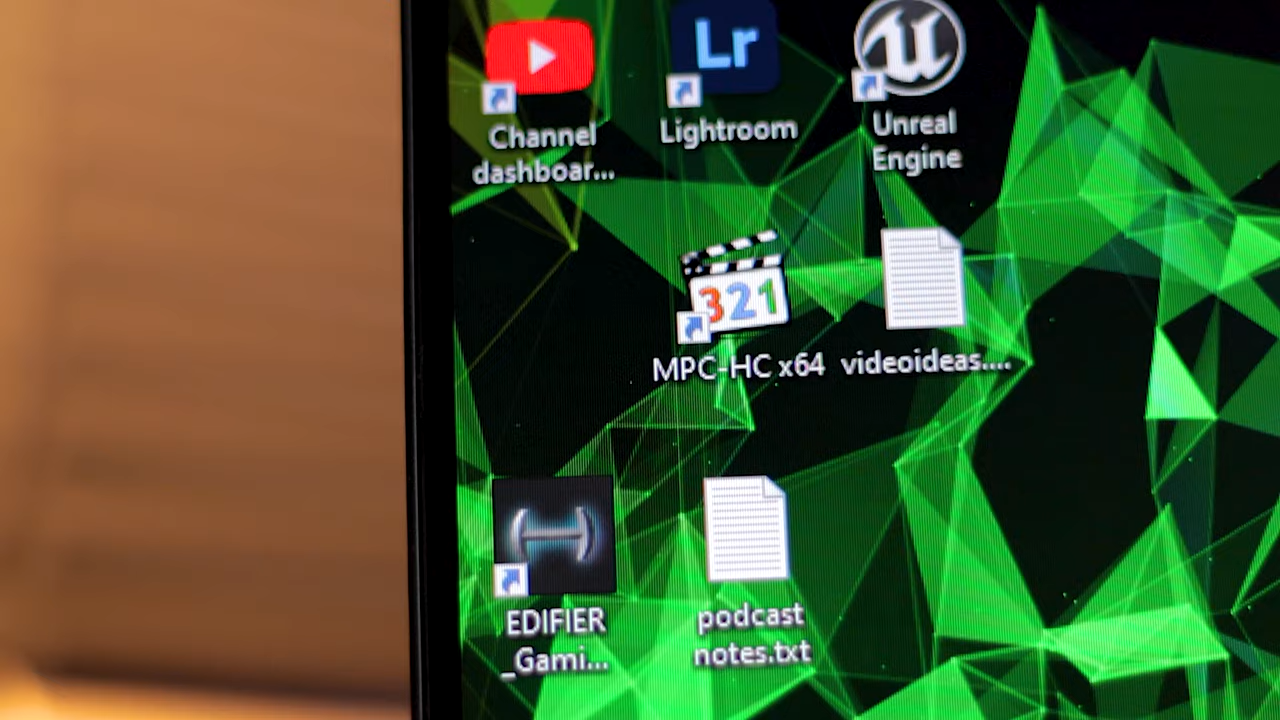 Lr
Channel
dashboar...
Lightroom
Unreal
Engine
321
MPC-HC x64
videoideas....
EDIFIER
_Gami...
podcast
notes.txt